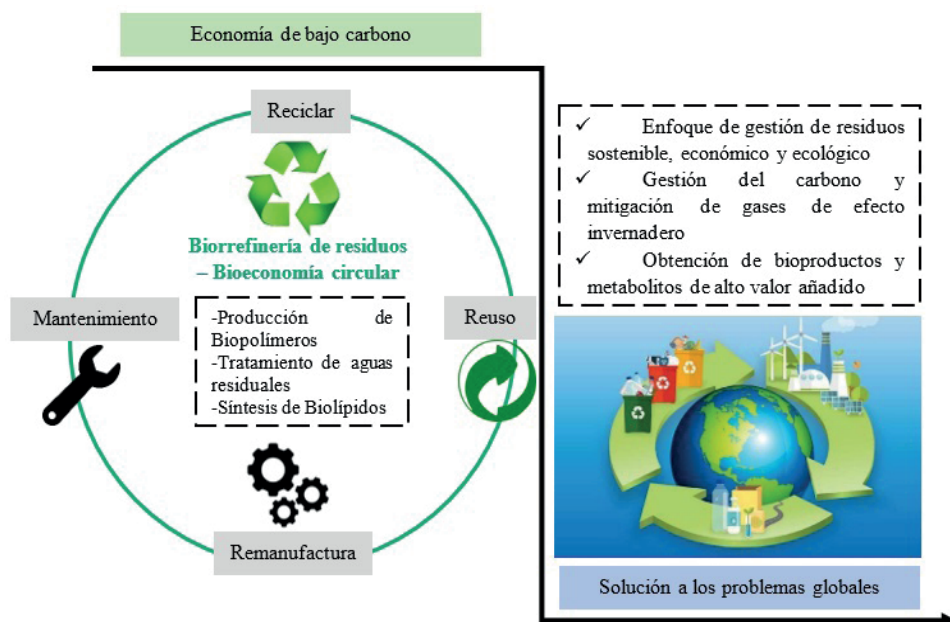 Economía de bajo carbono
Reciclar
Biorrefinería de residuos
– Bioeconomía circular
Mantenimiento
Reuso
-Producción de
Biopolímeros
-Tratamiento de aguas
residuales
-Síntesis de Biolípidos
Remanufactura
✓ Enfoque de gestión de residuos
sostenible, económico y ecológico
✓ Gestión del carbono y
mitigación de gases de efecto
invernadero
✓ Obtención de bioproductos y
metabolitos de alto valor añadido
Solución a los problemas globales